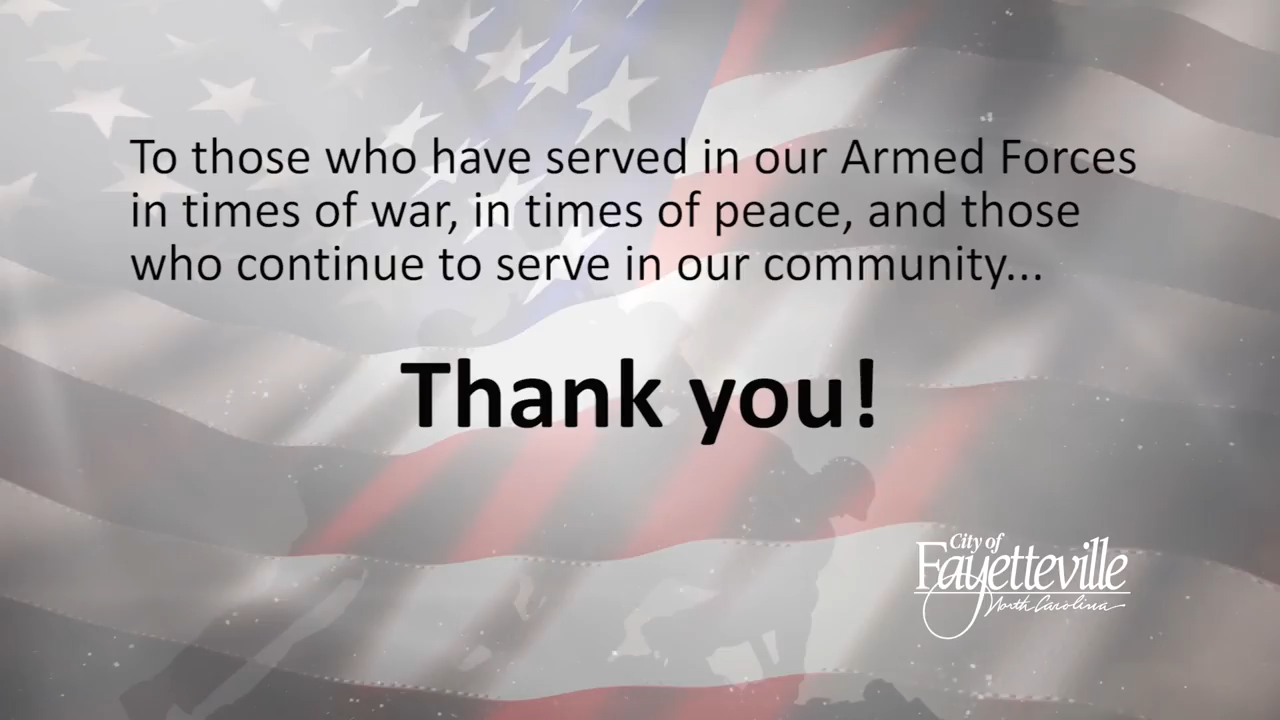 To those who have served in our Armed Forces
in times of war, in times of peace, and those
who continue to serve in our community...
Thank you!
City of
Fayetteville
North Carolina